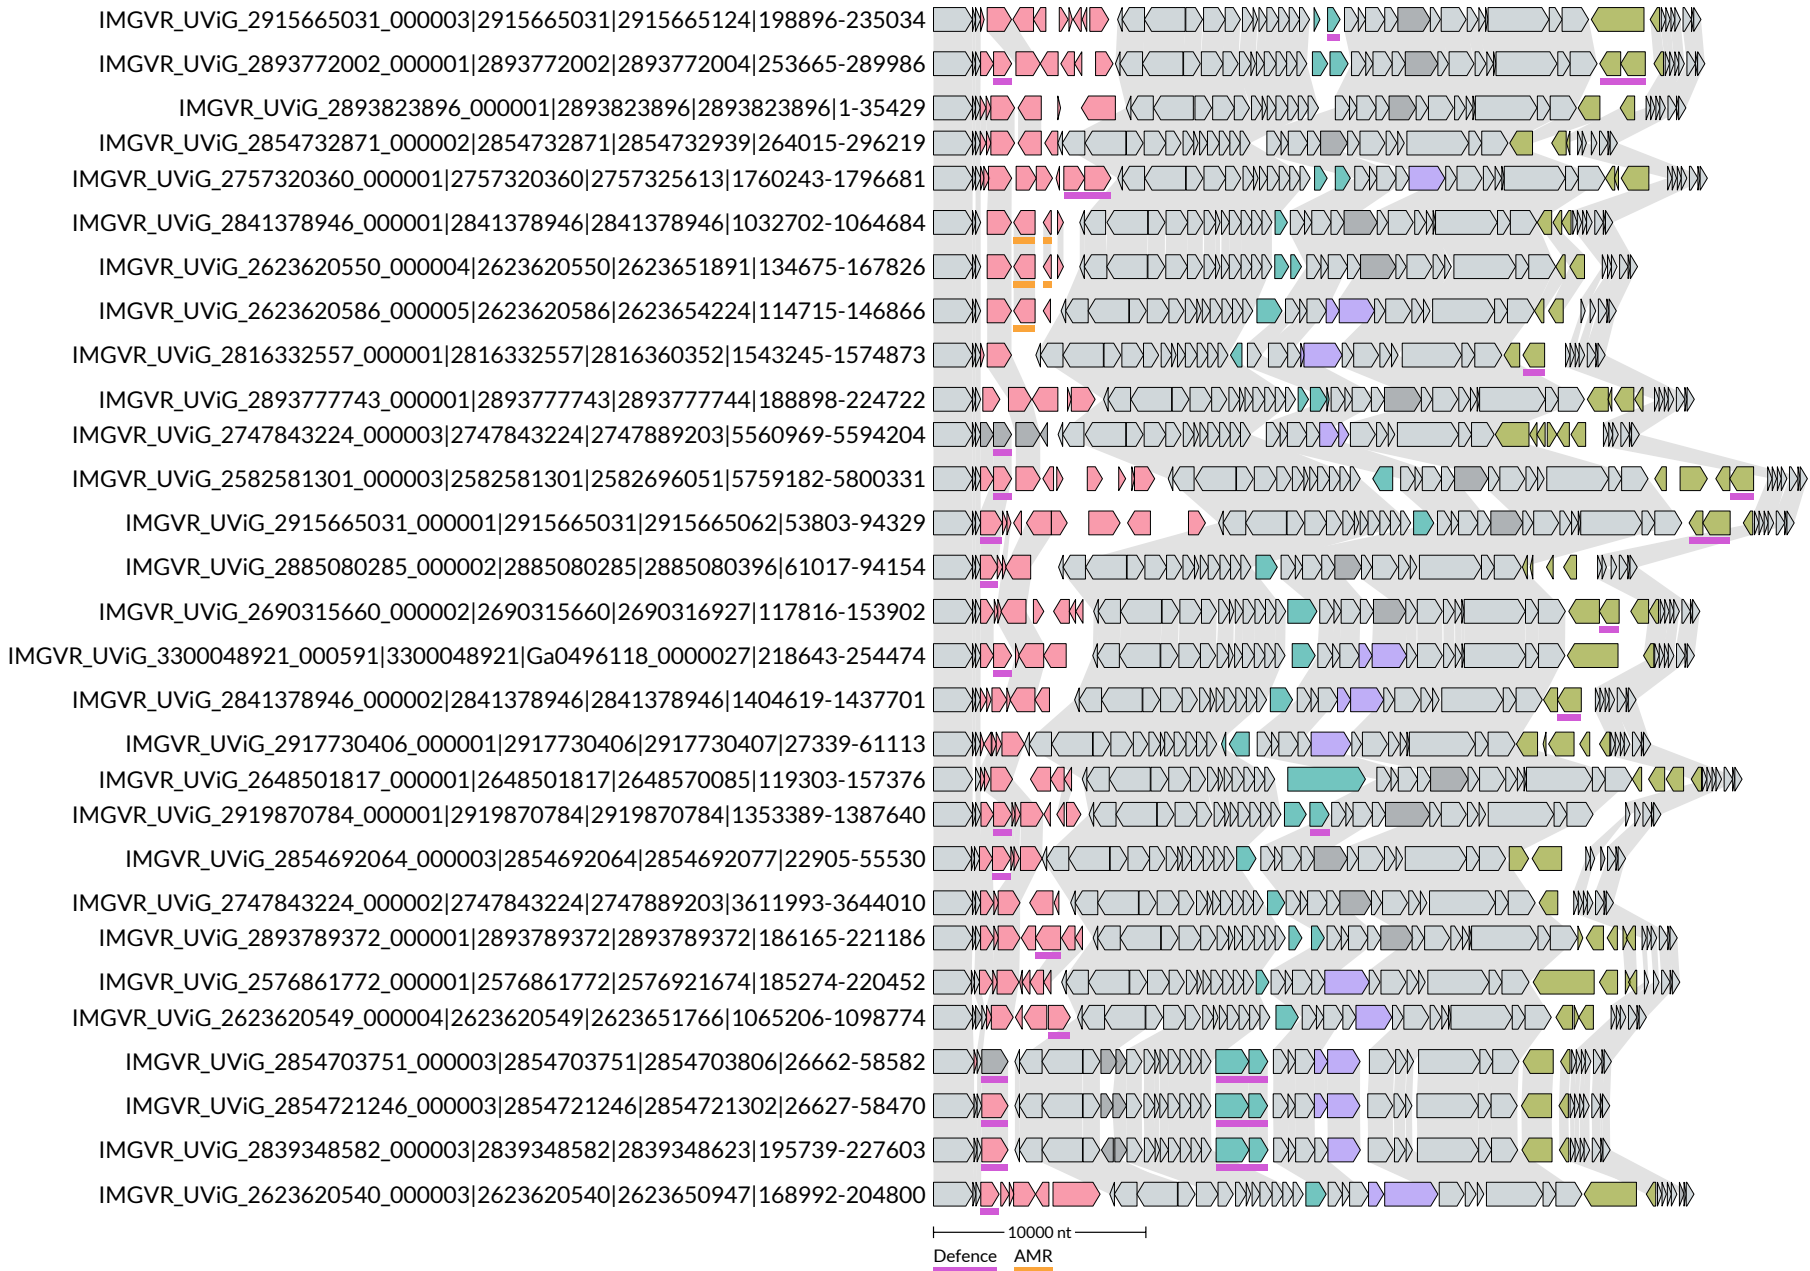 IMGVR_UViG_2915665031_000003|2915665031|2915665124|198896-235034
IMGVR_UViG_2893772002_000001|2893772002|2893772004|253665-289986
IMGVR_UViG_2893823896_000001|2893823896|2893823896|1-35429
IMGVR_UViG_2854732871_000002|2854732871|2854732939|264015-296219
IMGVR_UViG_2757320360_000001|2757320360|2757325613|1760243-1796681
IMGVR_UViG_2841378946_000001|2841378946|2841378946|1032702-1064684
IMGVR_UViG_2623620550_000004|2623620550|2623651891|134675-167826
IMGVR_UViG_2623620586_000005|2623620586|2623654224|114715-146866
IMGVR_UViG_2816332557_000001|2816332557|2816360352|1543245-1574873
IMGVR_UViG_2893777743_000001|2893777743|2893777744|188898-224722
IMGVR_UViG_2747843224_000003|2747843224|2747889203|5560969-5594204
IMGVR_UViG_2582581301_000003|2582581301|2582696051|5759182-5800331
IMGVR_UViG_2915665031_000001|2915665031|2915665062|53803-94329
IMGVR_UViG_2885080285_000002|2885080285|2885080396|61017-94154
IMGVR_UViG_2690315660_000002|2690315660|2690316927|117816-153902
IMGVR_UViG_3300048921_000591|3300048921|Ga0496118_0000027|218643-254474
IMGVR_UViG_2841378946_000002|2841378946|2841378946|1404619-1437701
IMGVR_UViG_2917730406_000001|2917730406|2917730407|27339-61113
IMGVR_UViG_2648501817_000001|2648501817|2648570085|119303-157376
IMGVR_UViG_2919870784_000001|2919870784|2919870784|1353389-1387640
IMGVR_UViG_2854692064_000003|2854692064|2854692077|22905-55530
IMGVR_UViG_2747843224_000002|2747843224|2747889203|3611993-3644010
IMGVR_UViG_2893789372_000001|2893789372|2893789372|186165-221186
IMGVR_UViG_2576861772_000001|2576861772|2576921674|185274-220452
IMGVR_UViG_2623620549_000004|2623620549|2623651766|1065206-1098774
IMGVR_UViG_2854703751_000003|2854703751|2854703806|26662-58582
IMGVR_UViG_2854721246_000003|2854721246|2854721302|26627-58470
IMGVR_UViG_2839348582_000003|2839348582|2839348623|195739-227603
IMGVR_UViG_2623620540_000003|2623620540|2623650947|168992-204800
10000 nt
Defence AMR